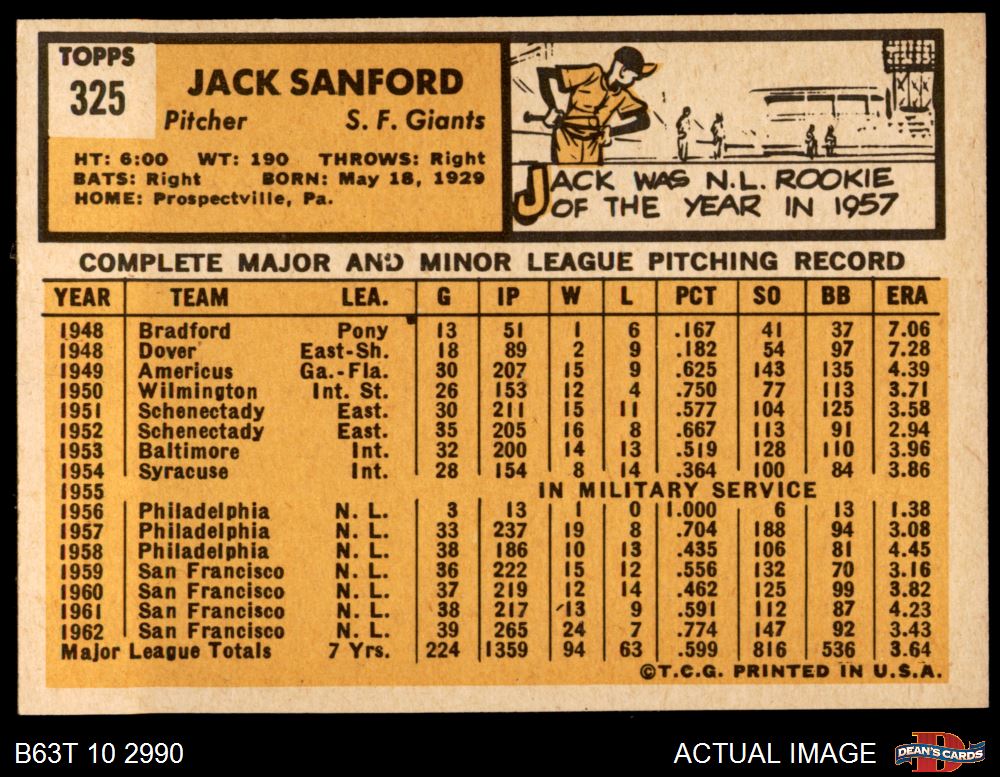 TOPPS
325
JACK SANFORD
Pitcher S. F. Giants
HT: 6:00 WT: 190 THROWS: Right
BATS: Right BORN: May 18, 1929
HOME: Prospectville, Pa.
JACK WAS N.L. ROOKIE
OF THE YEAR IN 1957
COMPLETE MAJOR AND MINOR LEAGUE PITCHING RECORD
YEAR TEAM LEA. G IP W L PCT SO BB ERA
1948 Bradford Pony 13 51 1 6 .167 41 37 7.06
1948 Dover East-Sh. 18 89 2 9 .182 54 97 7.28
1949 Americus Ga.-Fla. 30 207 15 9 .625 143 135 4.39
1950 Wilmington Int. St. 26 153 12 4 .750 77 113 3.71
1951 Schenectady East. 30 211 15 11 .577 104 125 3.58
1952 Schenectady East. 35 205 16 8 .667 113 91 2.94
1953 Baltimore Int. 32 200 14 13 .519 128 110 3.96
1954 Syracuse Int. 28 154 8 14 .364 100 84 3.86
1955 IN MILITARY SERVICE
1956 Philadelphia N. L. 3 13 1 0 1.000 6 13 1.38
1957 Philadelphia N. L. 33 237 19 8 .704 188 94 3.08
1958 Philadelphia N. L. 38 186 10 13 .435 106 81 4.45
1959 San Francisco N. L. 36 222 15 12 .556 132 70 3.16
1960 San Francisco N. L. 37 219 12 14 .462 125 99 3.82
1961 San Francisco N. L. 38 217 13 9 .591 112 87 4.23
1962 San Francisco N. L. 39 265 24 7 .774 147 92 3.43
Major League Totals 7 Yrs. 224 1359 94 63 .599 816 536 3.64
©T.C.G. PRINTED IN U.S.A.
B63T 10 2990 ACTUAL IMAGE DEAN'S CARDS